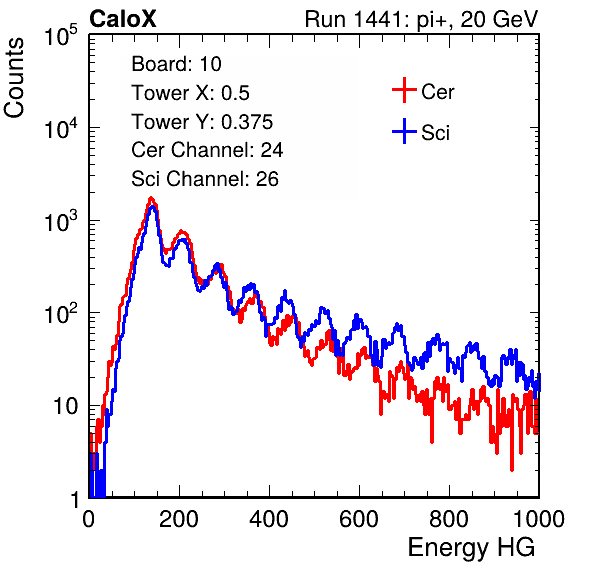 CaloX Run 1441: pi+, 20 GeV
Counts
10^5
10^4
10^3
10^2
10
1
Board: 10
Tower X: 0.5
Tower Y: 0.375
Cer Channel: 24
Sci Channel: 26
Cer
Sci
0 200 400 600 800 1000
Energy HG